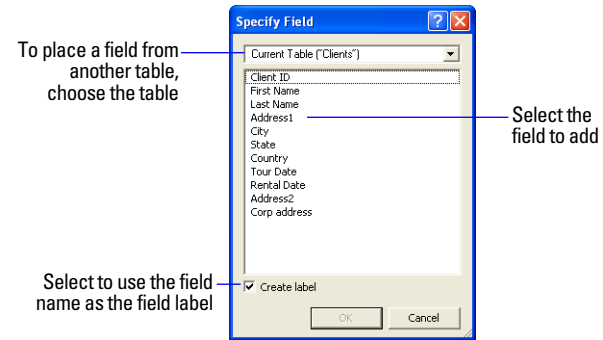 Specify Field
To place a field from
another table,
choose the table
Current Table ("Clients")
Client ID
First Name
Last Name
Address1
City
State
Country
Tour Date
Rental Date
Address2
Corp address
Select the
field to add
Select to use the field
name as the field label
Create label
OK
Cancel